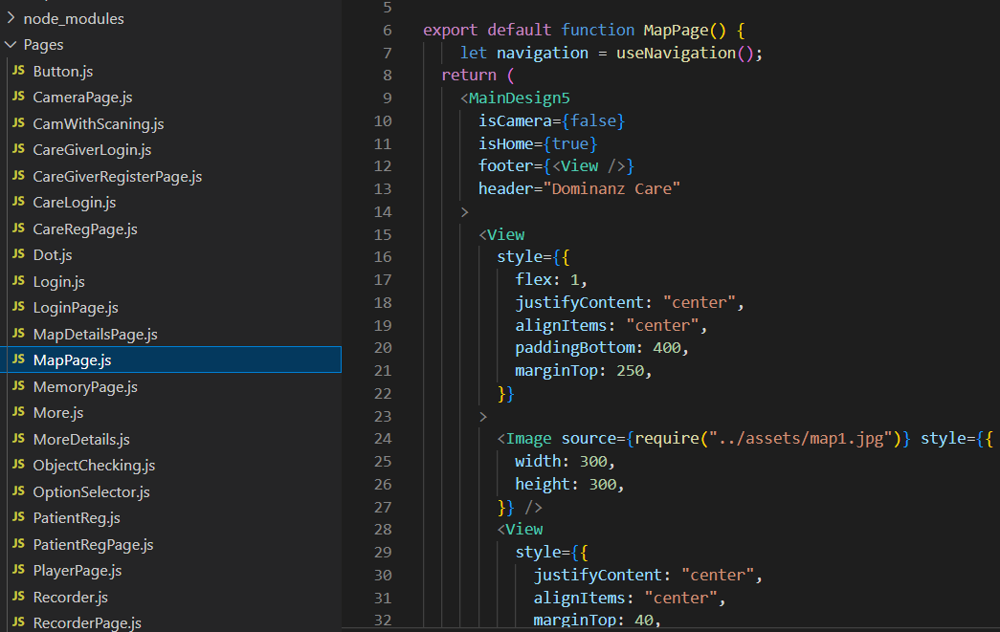 node_modules
Pages
JS Button.js
JS CameraPage.js
JS CamWithScaning.js
JS CareGiverLogin.js
JS CareGiverRegisterPage.js
JS CareLogin.js
JS CareRegPage.js
JS Dot.js
JS Login.js
JS LoginPage.js
JS MapDetailsPage.js
JS MapPage.js
JS MemoryPage.js
JS More.js
JS MoreDetails.js
JS ObjectChecking.js
JS OptionSelector.js
JS PatientReg.js
JS PatientRegPage.js
JS PlayerPage.js
JS Recorder.js
JS RecorderPage.js
5
6 export default function MapPage() {
7 let navigation = useNavigation();
8 return (
9 <MainDesign5
10 isCamera={false}
11 isHome={true}
12 footer={<View />}
13 header="Dominanz Care"
14 >
15 <View
16 style={{
17 flex: 1,
18 justifyContent: "center",
19 alignItems: "center",
20 paddingBottom: 400,
21 marginTop: 250,
22 }}
23 >
24 <Image source={require("../assets/map1.jpg")} style={{
25 width: 300,
26 height: 300,
27 }} />
28 <View
29 style={{
30 justifyContent: "center",
31 alignItems: "center",
32 marginTop: 40,